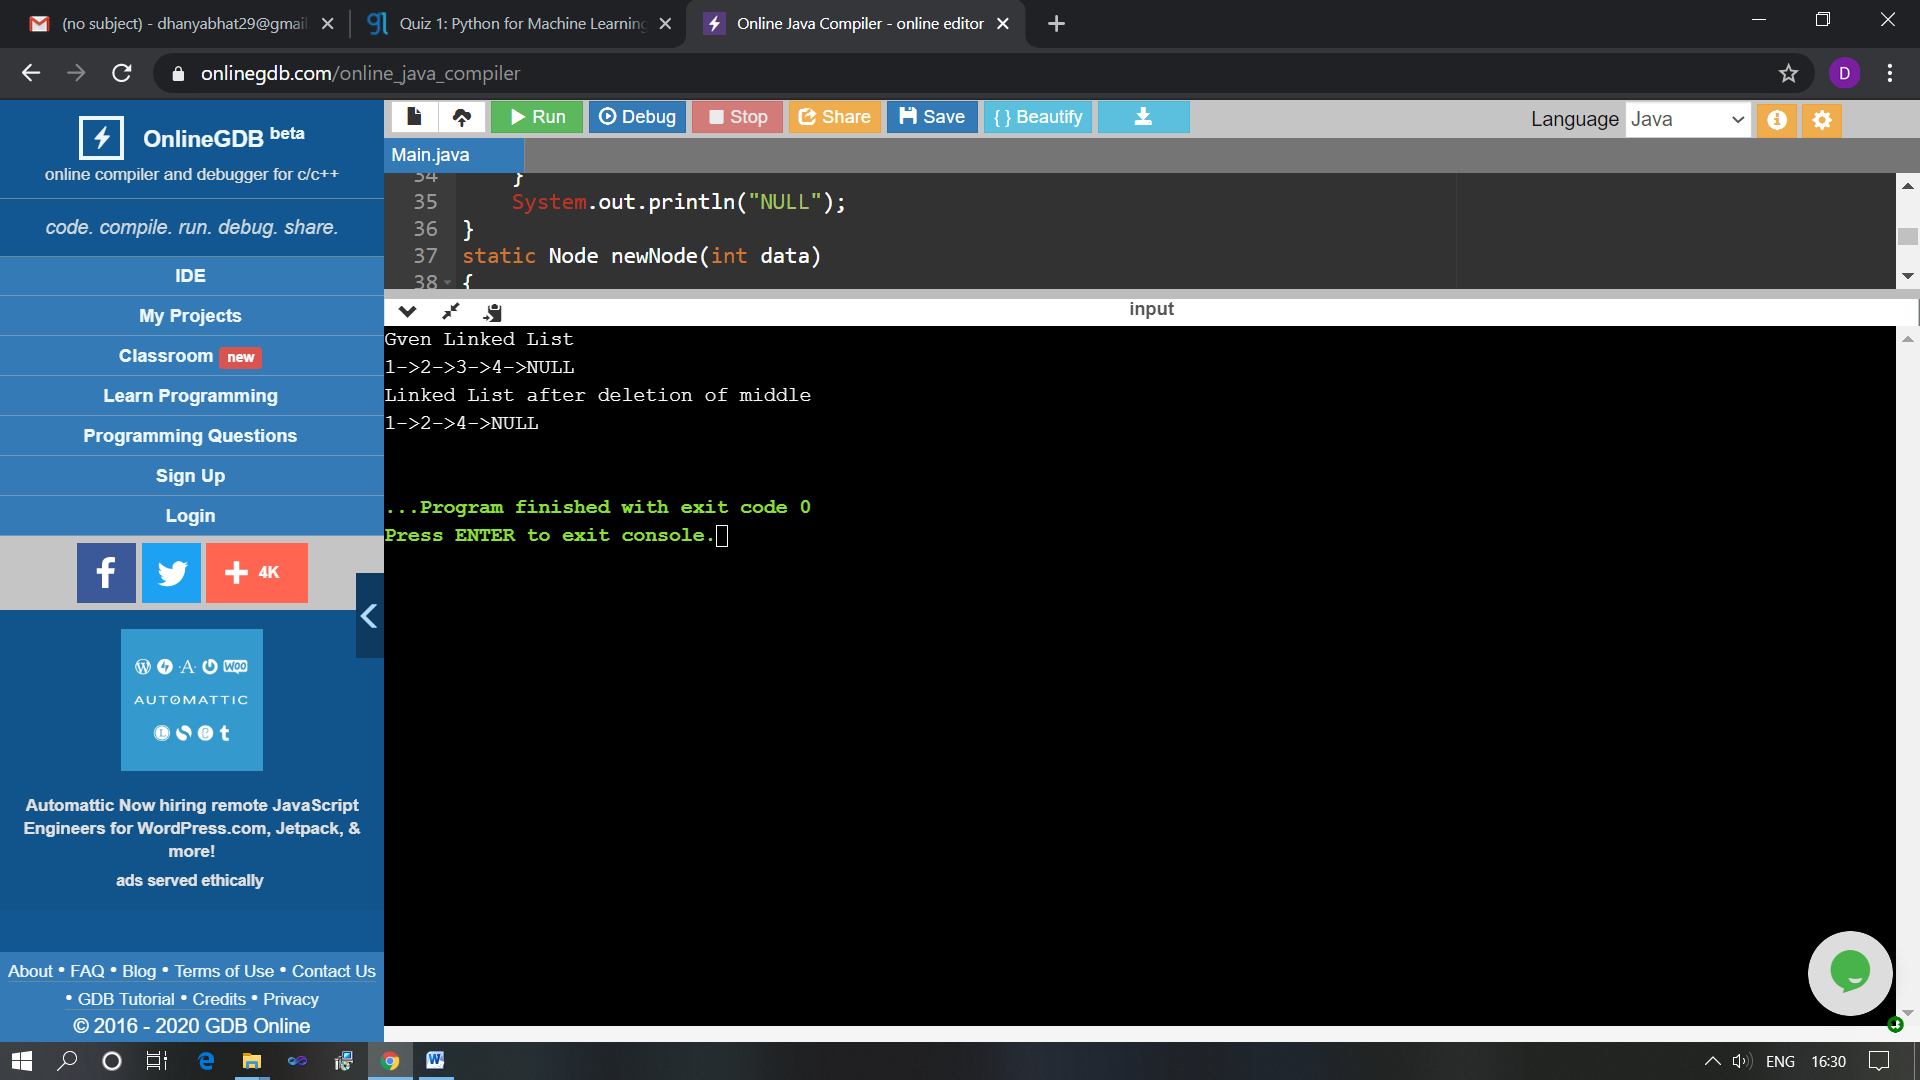 (no subject) - dhanyabhat29@gmail
Quiz 1: Python for Machine Learning
Online Java Compiler - online editor
onlinegdb.com/online_java_compiler
D
OnlineGDB beta
online compiler and debugger for c/c++
code. compile. run. debug. share.
IDE
My Projects
Classroom new
Learn Programming
Programming Questions
Sign Up
Login
4K
AUTOMATTIC
Automattic Now hiring remote JavaScript
Engineers for WordPress.com, Jetpack, &
more!
ads served ethically
About • FAQ • Blog • Terms of Use • Contact Us
• GDB Tutorial • Credits • Privacy
© 2016 - 2020 GDB Online
Run Debug Stop Share Save { } Beautify
Language Java
Main.java
34 }
35 System.out.println("NULL");
36 }
37 static Node newNode(int data)
38 {
input
Gven Linked List
1->2->3->4->NULL
Linked List after deletion of middle
1->2->4->NULL
...Program finished with exit code 0
Press ENTER to exit console.
ENG 16:30